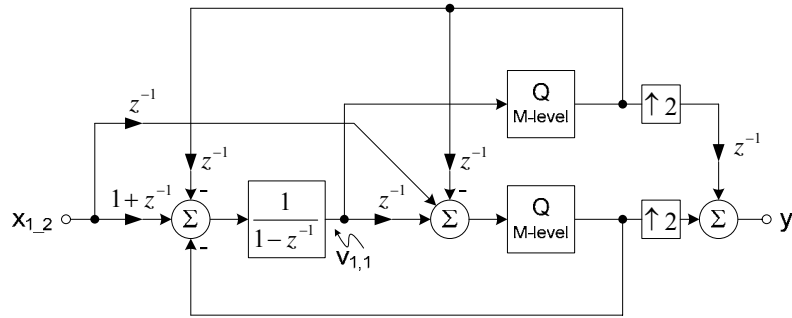 z⁻¹
Q
M-level
↑2
z⁻¹
z⁻¹
z⁻¹
-
-
x1_2
1+z⁻¹
Σ
-
1
1−z⁻¹
v1,1
z⁻¹
Σ
Q
M-level
↑2
Σ
y